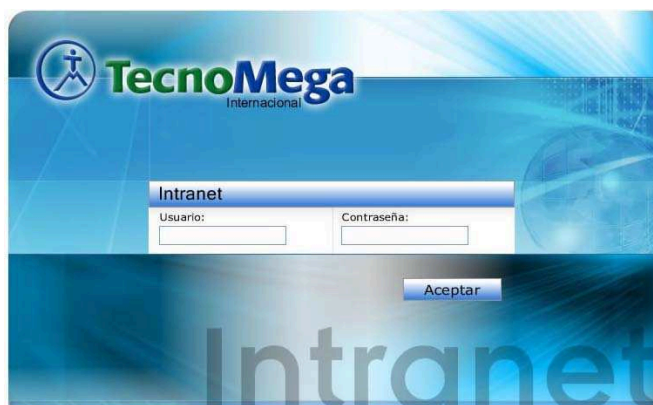 TecnoMega
Internacional
Intranet
Usuario: Contraseña:
Aceptar
Intranet